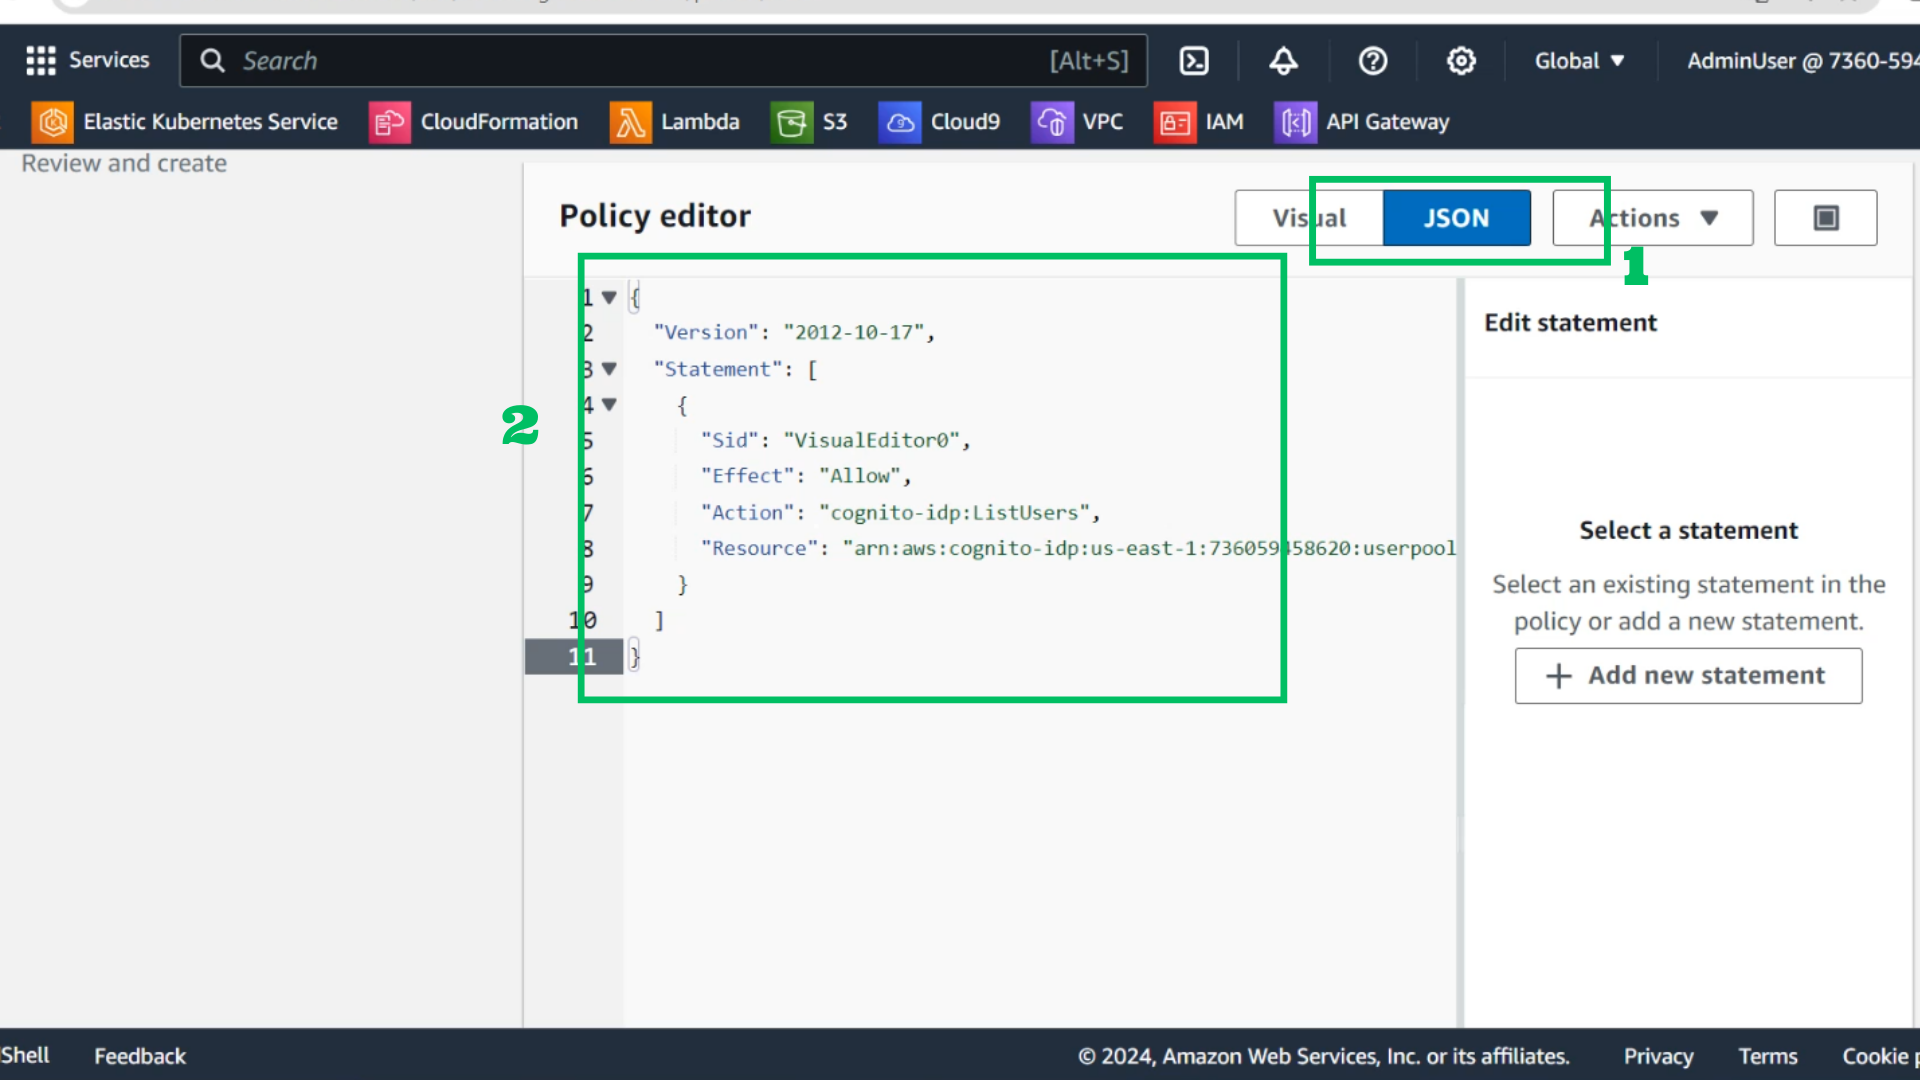 Services
Search
[Alt+S]
Global
AdminUser @ 7360-594
Elastic Kubernetes Service
CloudFormation
Lambda
S3
Cloud9
VPC
IAM
API Gateway
Review and create
Policy editor
Visual
JSON
Actions
1
2
1 {
2 "Version": "2012-10-17",
3 "Statement": [
4 {
5 "Sid": "VisualEditor0",
6 "Effect": "Allow",
7 "Action": "cognito-idp:ListUsers",
8 "Resource": "arn:aws:cognito-idp:us-east-1:736059458620:userpool
9 }
10 ]
11 }
Edit statement
Select a statement
Select an existing statement in the
policy or add a new statement.
+ Add new statement
Shell
Feedback
© 2024, Amazon Web Services, Inc. or its affiliates.
Privacy
Terms
Cookie p